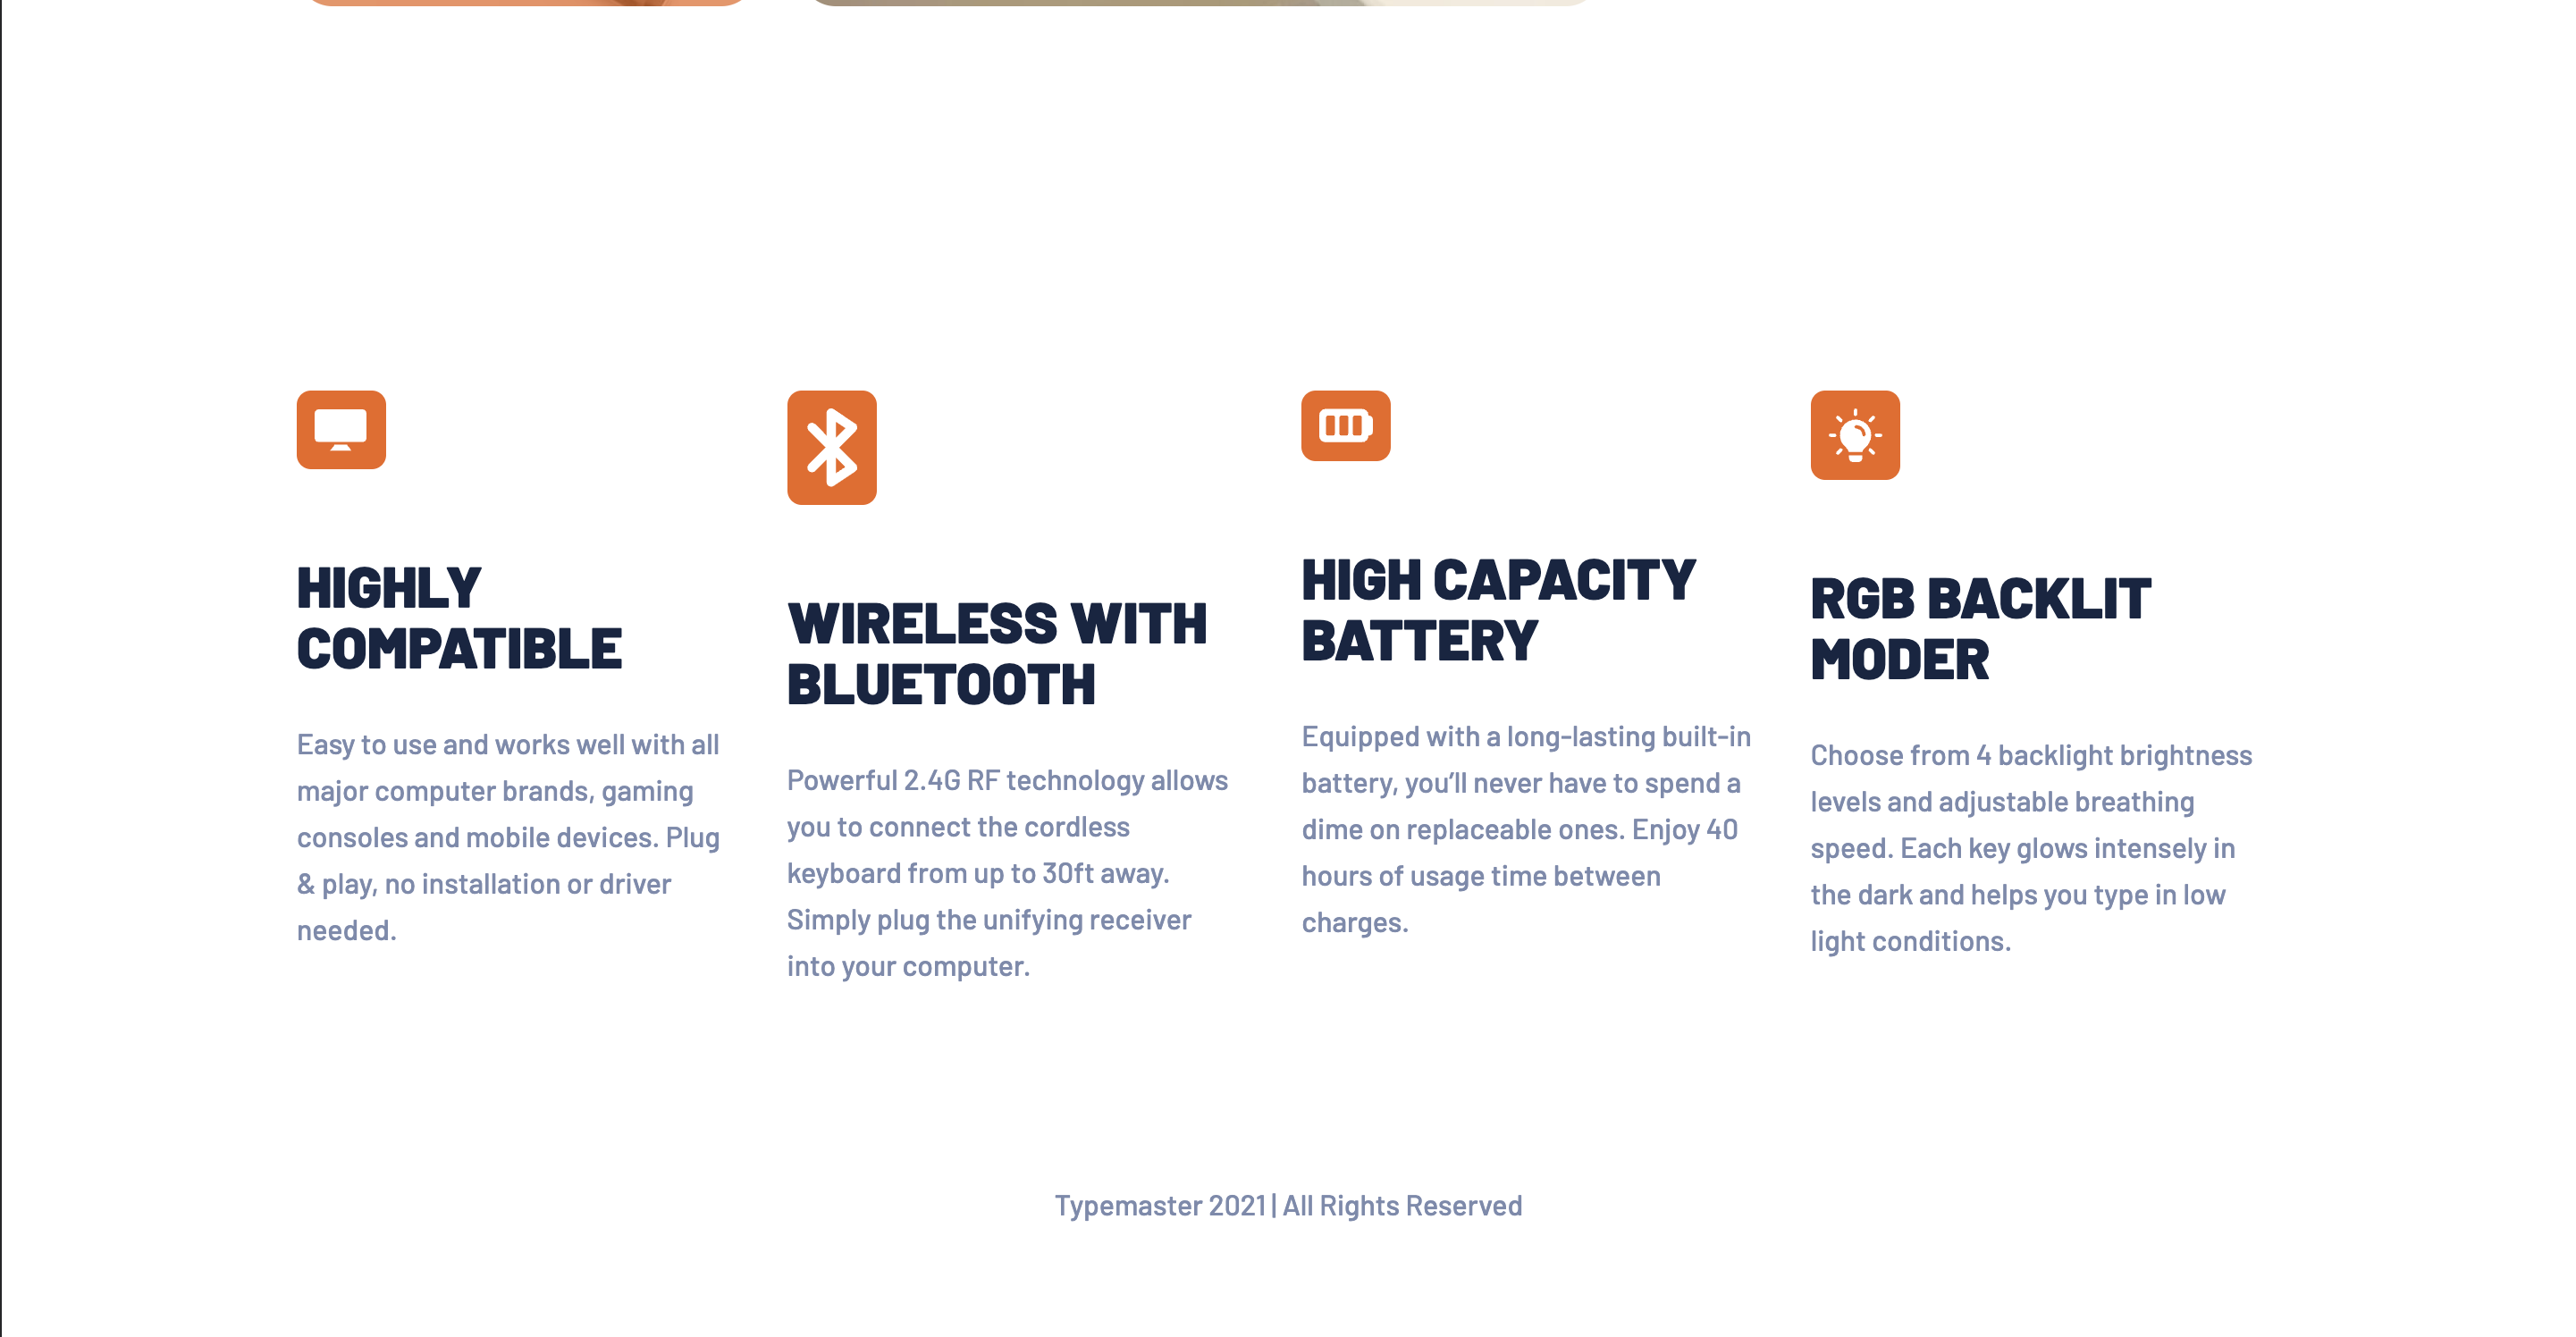 HIGHLY
COMPATIBLE
Easy to use and works well with all
major computer brands, gaming
consoles and mobile devices. Plug
& play, no installation or driver
needed.
WIRELESS WITH
BLUETOOTH
Powerful 2.4G RF technology allows
you to connect the cordless
keyboard from up to 30ft away.
Simply plug the unifying receiver
into your computer.
HIGH CAPACITY
BATTERY
Equipped with a long-lasting built-in
battery, you’ll never have to spend a
dime on replaceable ones. Enjoy 40
hours of usage time between
charges.
RGB BACKLIT
MODER
Choose from 4 backlight brightness
levels and adjustable breathing
speed. Each key glows intensely in
the dark and helps you type in low
light conditions.
Typemaster 2021 | All Rights Reserved